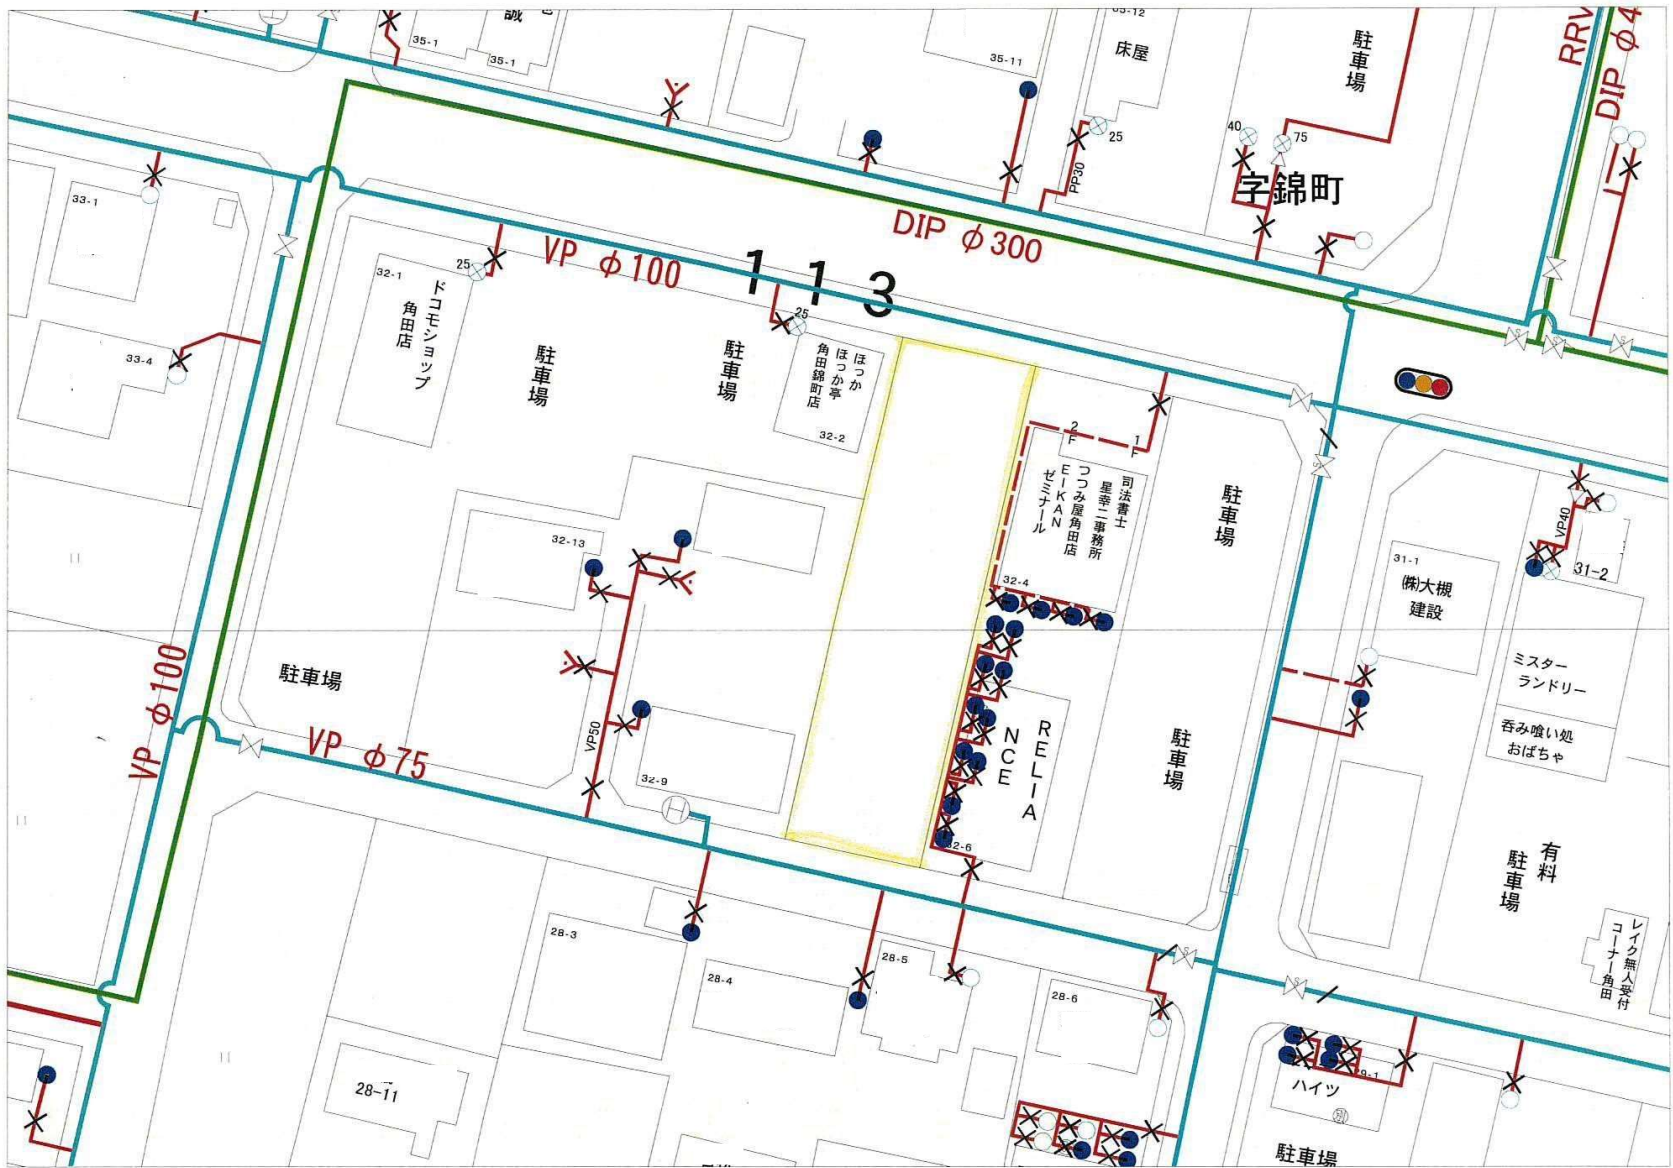 誠
35-1
35-1
35-11
35-12
床屋
駐車場
RRV
DIP φ4
25
40
75
PP30
字錦町
33-1
33-4
32-1
ドコモショップ
角田店
25
VP φ100
113
DIP φ300
25
駐車場
駐車場
ほっか
ほっか亭
角田錦町店
32-2
2F
1F
司法書士
星幸二事務所
つつみ屋角田店
EIKAN
ゼミナール
32-4
駐車場
VP40
31-1
31-2
㈱大槻
建設
32-13
ミスター
ランドリー
呑み喰い処
おばちゃ
駐車場
VP φ100
VP φ75
VP50
32-9
RELIA
NCE
32-6
駐車場
有料
駐車場
レイク無人受付
コーナー角田
28-3
28-4
28-5
28-6
28-11
29-1
ハイツ
別
駐車場